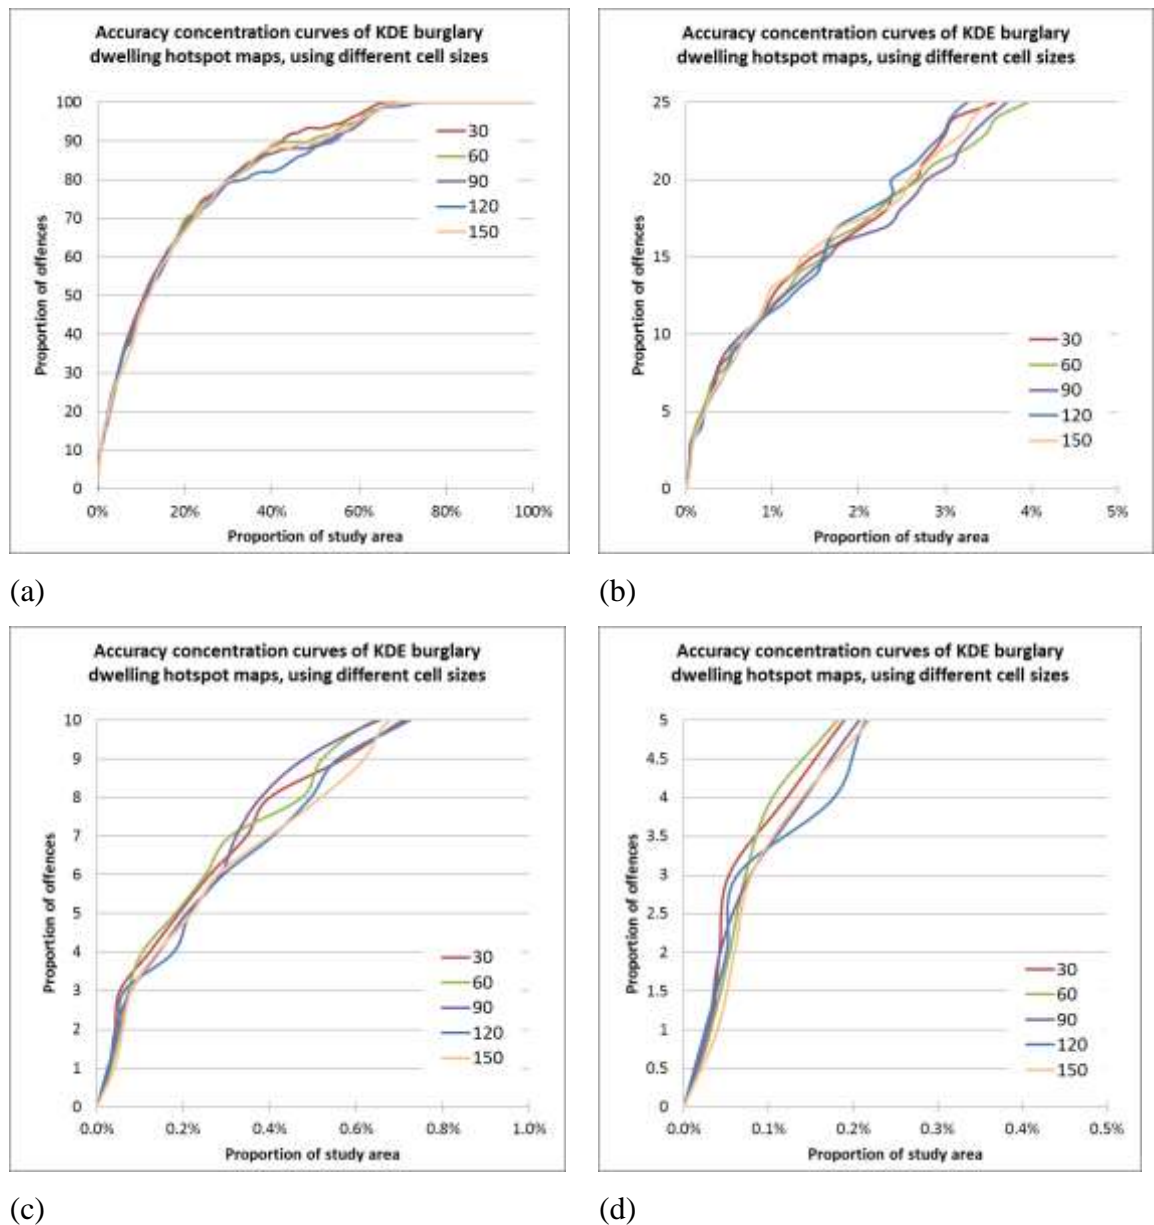 Accuracy concentration curves of KDE burglary
dwelling hotspot maps, using different cell sizes
Proportion of offences
100
90
80
70
60
50
40
30
20
10
0
30
60
90
120
150
0% 20% 40% 60% 80% 100%
Proportion of study area
(a)
Accuracy concentration curves of KDE burglary
dwelling hotspot maps, using different cell sizes
Proportion of offences
25
20
15
10
5
0
30
60
90
120
150
0% 1% 2% 3% 4% 5%
Proportion of study area
(b)
Accuracy concentration curves of KDE burglary
dwelling hotspot maps, using different cell sizes
Proportion of offences
10
9
8
7
6
5
4
3
2
1
0
30
60
90
120
150
0.0% 0.2% 0.4% 0.6% 0.8% 1.0%
Proportion of study area
(c)
Accuracy concentration curves of KDE burglary
dwelling hotspot maps, using different cell sizes
Proportion of offences
5
4.5
4
3.5
3
2.5
2
1.5
1
0.5
0
30
60
90
120
150
0.0% 0.1% 0.2% 0.3% 0.4% 0.5%
Proportion of study area
(d)